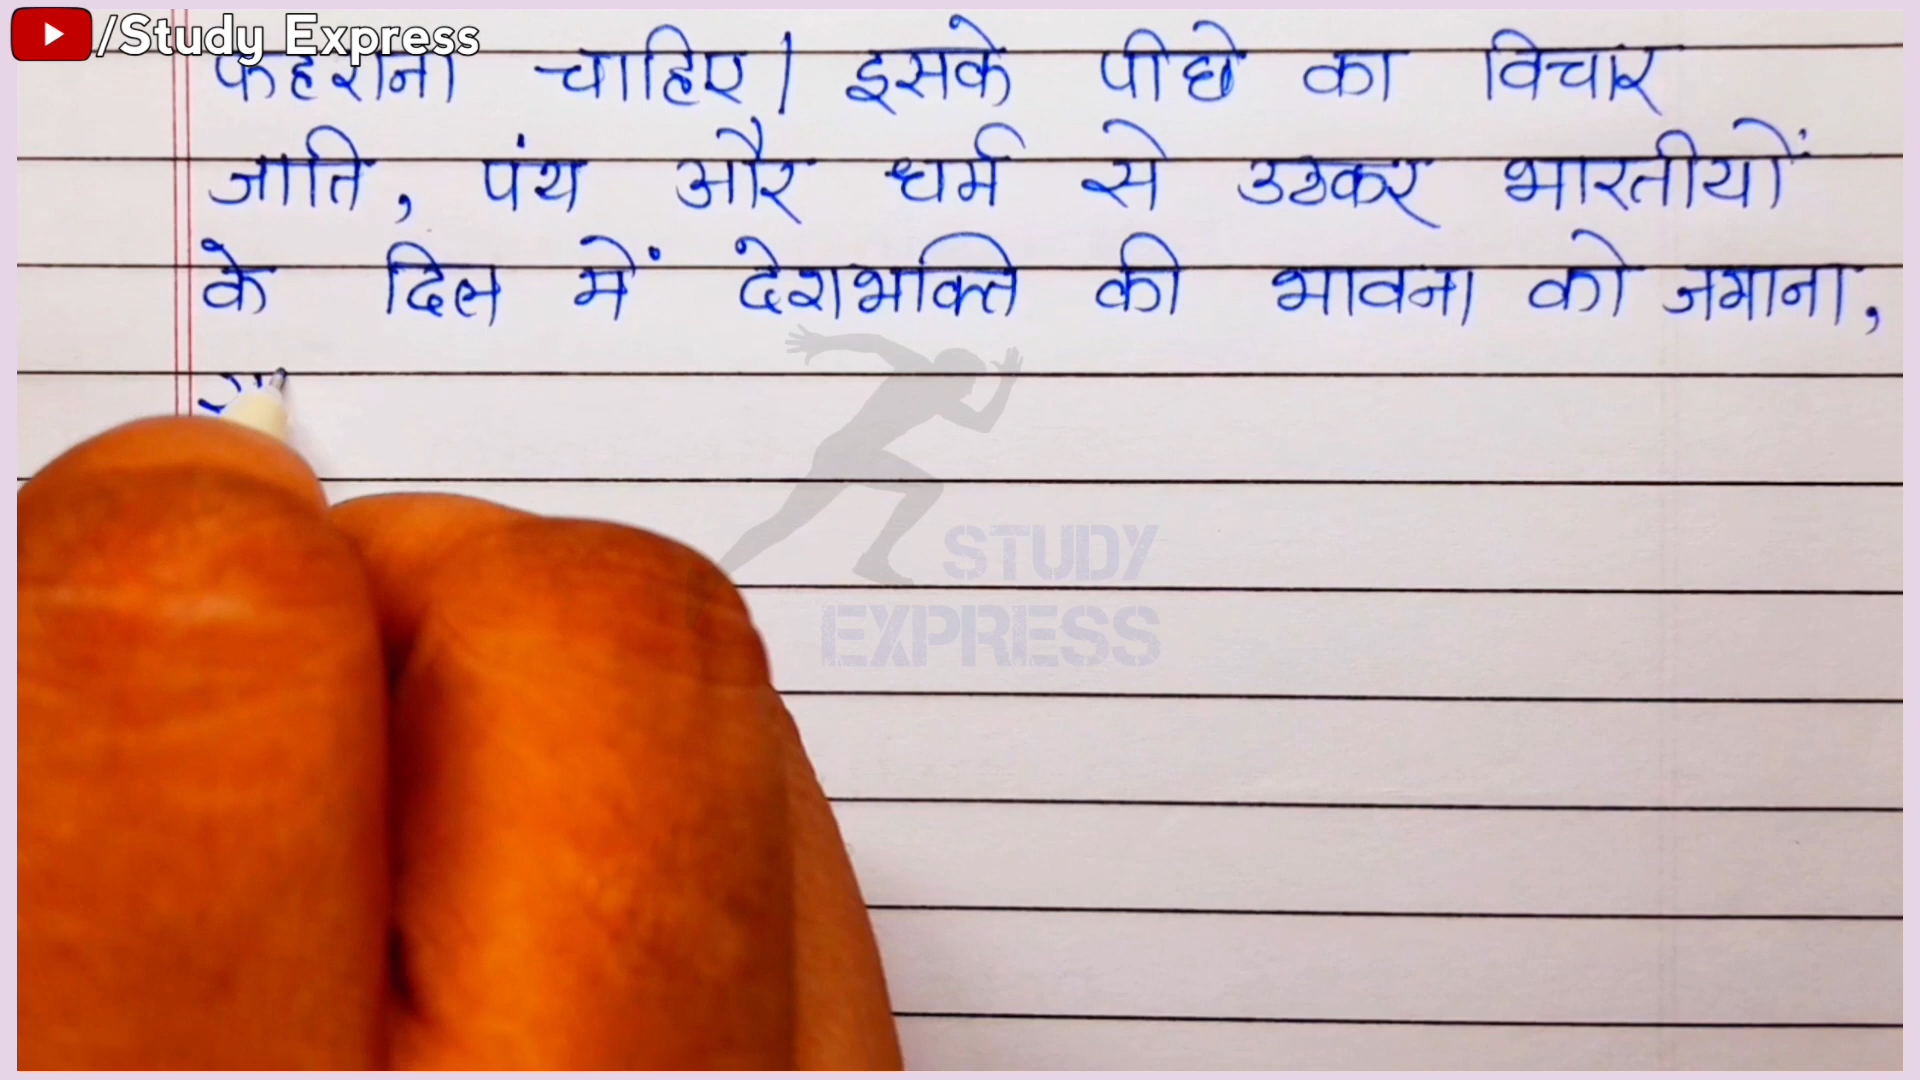 /Study Express
फहराना चाहिए। इसके पीछे का विचार
जाति, पंथ और धर्म से उठकर भारतीयों
के दिल में देशभक्ति की भावना को जगाना,
STUDY
EXPRESS